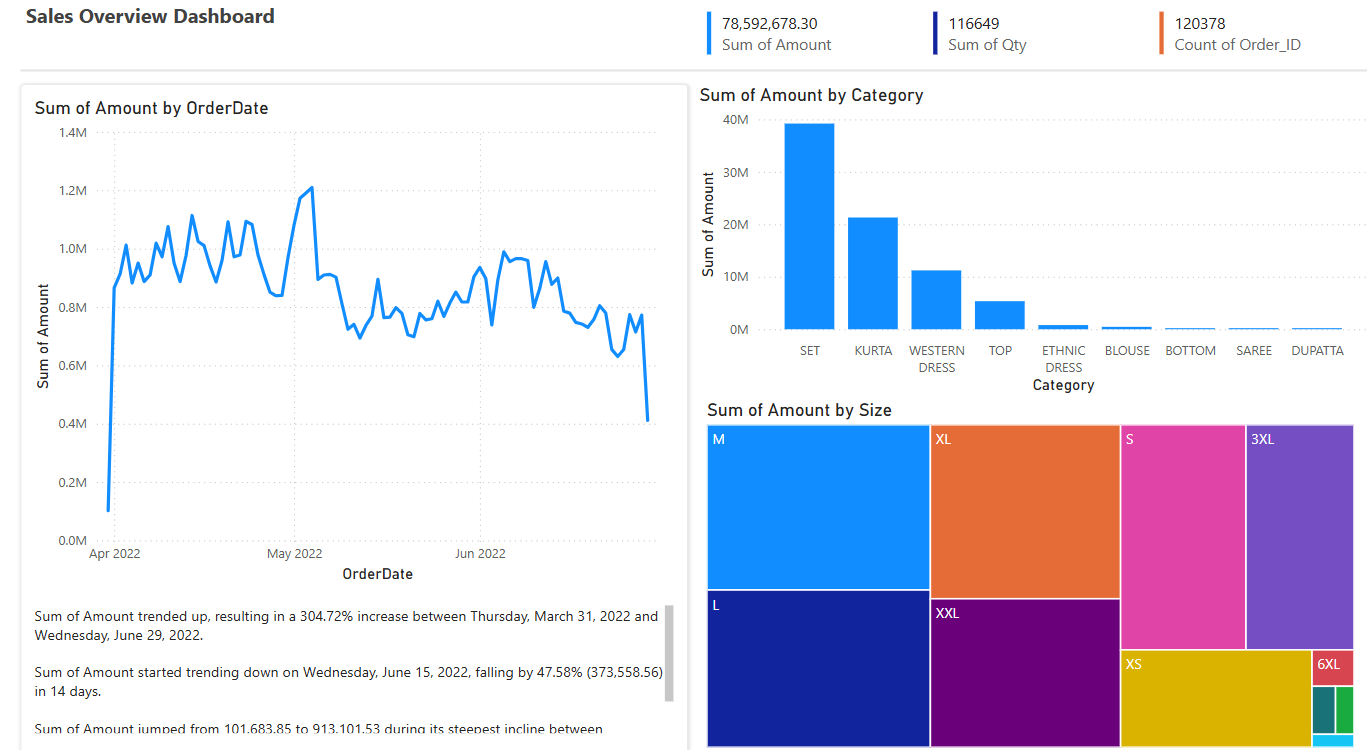 Sales Overview Dashboard
78,592,678.30
Sum of Amount
116649
Sum of Qty
120378
Count of Order_ID
Sum of Amount by OrderDate
1.4M
1.2M
1.0M
0.8M
0.6M
0.4M
0.2M
0.0M
Sum of Amount
Apr 2022
May 2022
Jun 2022
OrderDate
Sum of Amount trended up, resulting in a 304.72% increase between Thursday, March 31, 2022 and
Wednesday, June 29, 2022.
Sum of Amount started trending down on Wednesday, June 15, 2022, falling by 47.58% (373,558.56)
in 14 days.
Sum of Amount jumped from 101,683.85 to 913,101.53 during its steepest incline between
Sum of Amount by Category
40M
30M
20M
10M
0M
Sum of Amount
SET
KURTA
WESTERN
DRESS
TOP
ETHNIC
DRESS
BLOUSE
BOTTOM
SAREE
DUPATTA
Category
Sum of Amount by Size
M
XL
S
3XL
L
XXL
XS
6XL